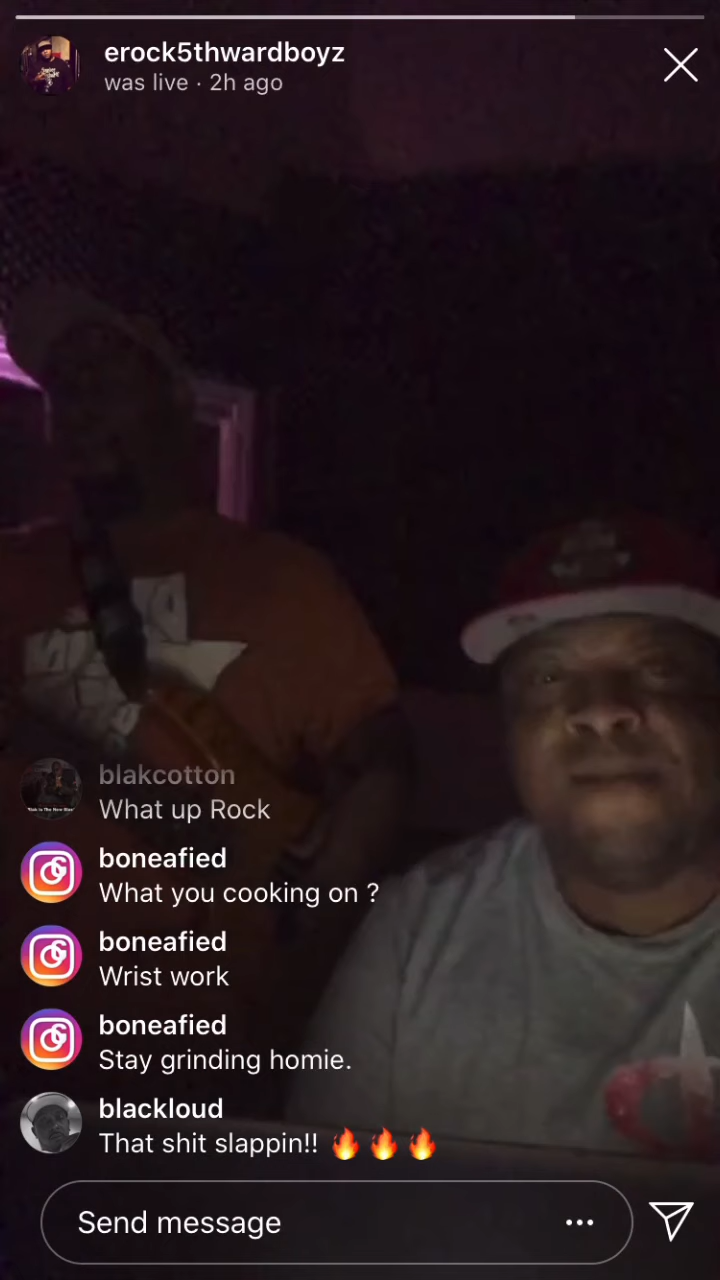 erock5thwardboyz
was live · 2h ago
blakcotton
What up Rock
boneafied
What you cooking on ?
boneafied
Wrist work
boneafied
Stay grinding homie.
blackloud
That shit slappin!! 🔥🔥🔥
Send message